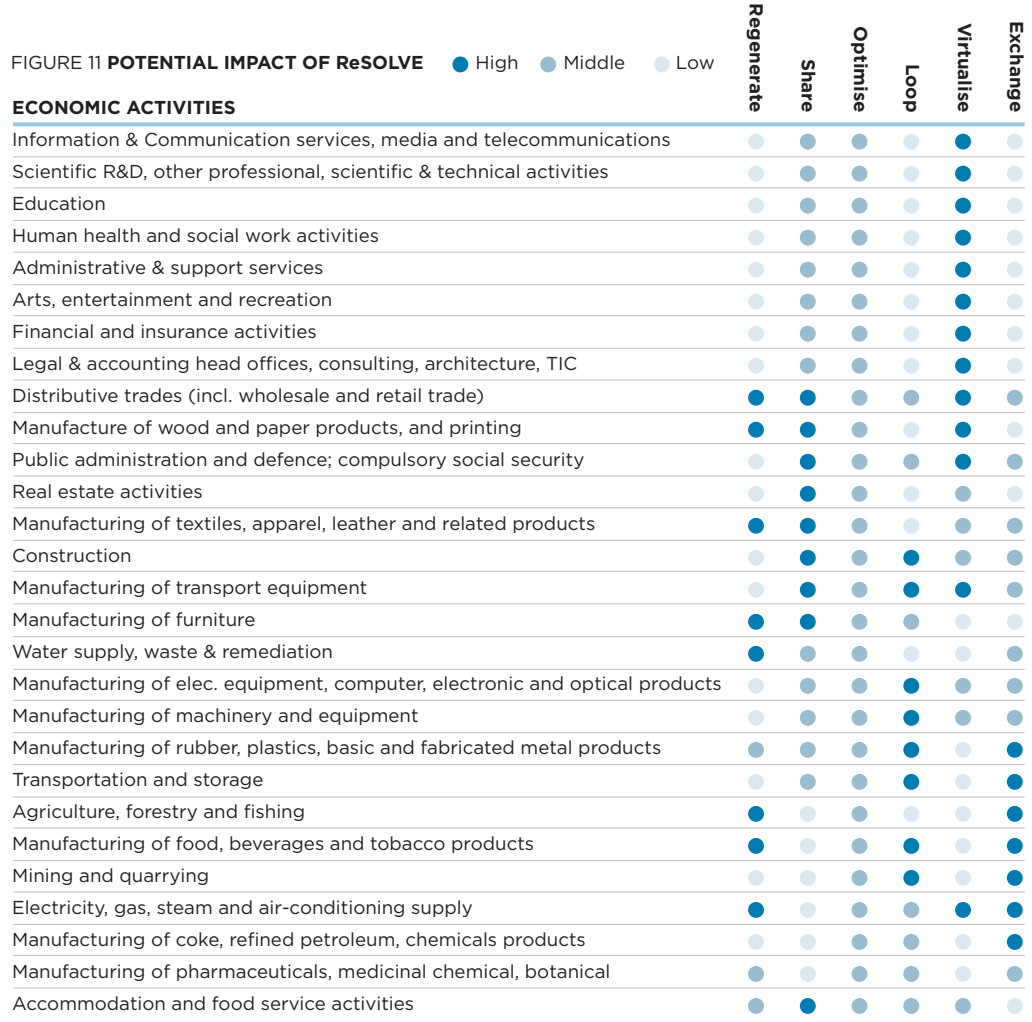 FIGURE 11 POTENTIAL IMPACT OF ReSOLVE
High
Middle
Low
Regenerate
Share
Optimise
Loop
Virtualise
Exchange
ECONOMIC ACTIVITIES
Information & Communication services, media and telecommunications
Scientific R&D, other professional, scientific & technical activities
Education
Human health and social work activities
Administrative & support services
Arts, entertainment and recreation
Financial and insurance activities
Legal & accounting head offices, consulting, architecture, TIC
Distributive trades (incl. wholesale and retail trade)
Manufacture of wood and paper products, and printing
Public administration and defence; compulsory social security
Real estate activities
Manufacturing of textiles, apparel, leather and related products
Construction
Manufacturing of transport equipment
Manufacturing of furniture
Water supply, waste & remediation
Manufacturing of elec. equipment, computer, electronic and optical products
Manufacturing of machinery and equipment
Manufacturing of rubber, plastics, basic and fabricated metal products
Transportation and storage
Agriculture, forestry and fishing
Manufacturing of food, beverages and tobacco products
Mining and quarrying
Electricity, gas, steam and air-conditioning supply
Manufacturing of coke, refined petroleum, chemicals products
Manufacturing of pharmaceuticals, medicinal chemical, botanical
Accommodation and food service activities